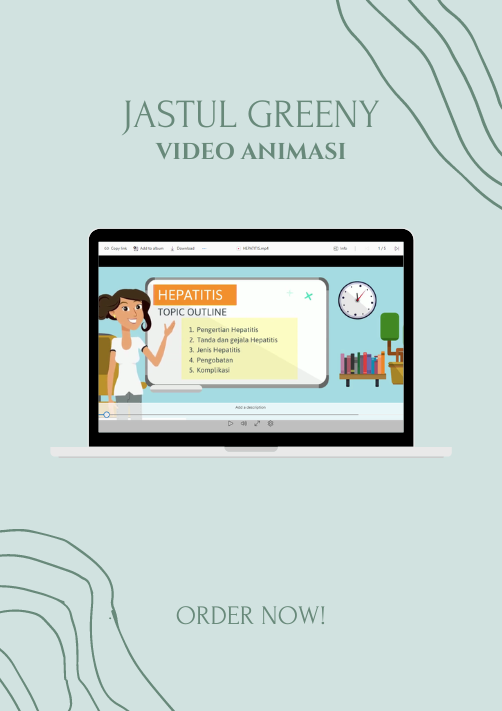 JASTUL GREENY
VIDEO ANIMASI
Copy link Add to album Download ... HEPATITIS.mp4 Info 1 / 5
HEPATITIS
TOPIC OUTLINE
1. Pengertian Hepatitis
2. Tanda dan gejala Hepatitis
3. Jenis Hepatitis
4. Pengobatan
5. Komplikasi
Add a description
ORDER NOW!